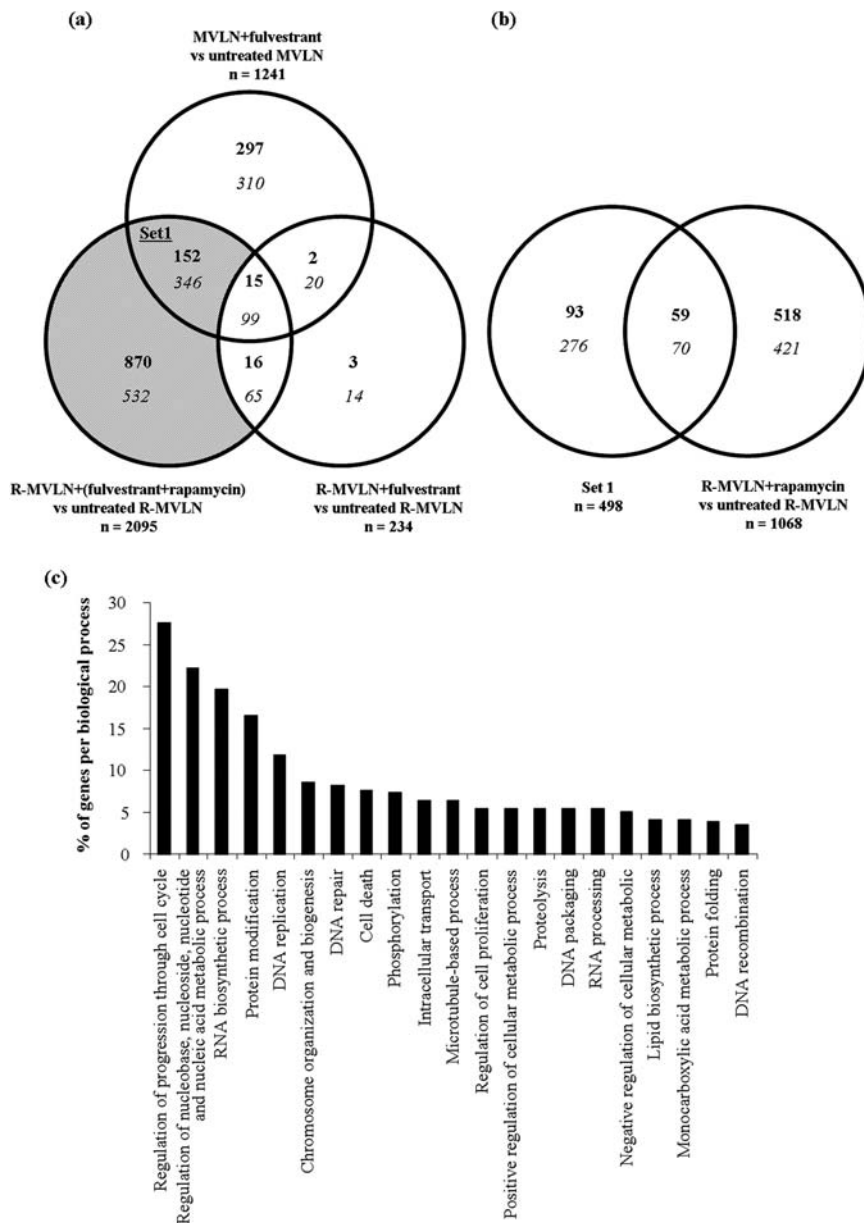 (a)
MVLN+fulvestrant
vs untreated MVLN
n = 1241
297
310
Set1
152
346
2
20
15
99
870
532
16
65
3
14
R-MVLN+(fulvestrant+rapamycin)
vs untreated R-MVLN
n = 2095
R-MVLN+fulvestrant
vs untreated R-MVLN
n = 234
(b)
93
276
59
70
518
421
Set 1
n = 498
R-MVLN+rapamycin
vs untreated R-MVLN
n = 1068
(c)
% of genes per biological process
30
25
20
15
10
5
0
Regulation of progression through cell cycle
Regulation of nucleobase, nucleoside, nucleotide
and nucleic acid metabolic process
RNA biosynthetic process
Protein modification
DNA replication
Chromosome organization and biogenesis
DNA repair
Cell death
Phosphorylation
Intracellular transport
Microtubule-based process
Regulation of cell proliferation
Positive regulation of cellular metabolic process
Proteolysis
DNA packaging
RNA processing
Negative regulation of cellular metabolic
Lipid biosynthetic process
Monocarboxylic acid metabolic process
Protein folding
DNA recombination